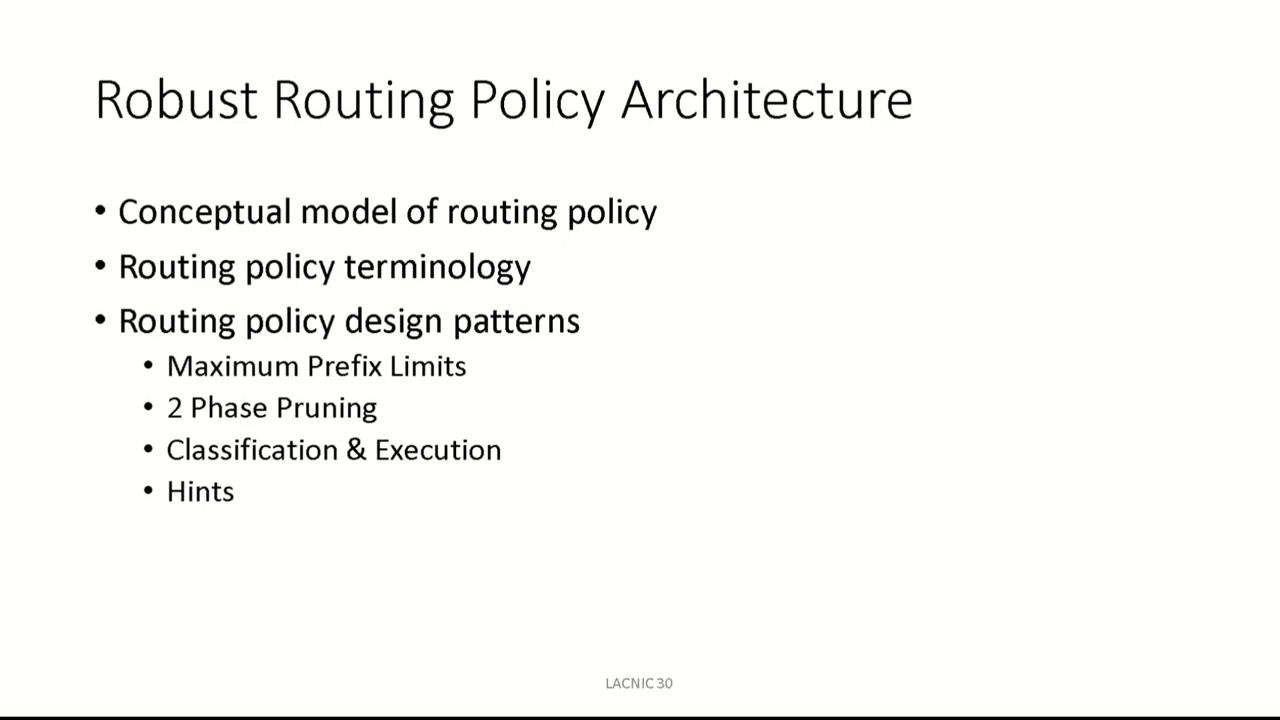 Robust Routing Policy Architecture
• Conceptual model of routing policy
• Routing policy terminology
• Routing policy design patterns
• Maximum Prefix Limits
• 2 Phase Pruning
• Classification & Execution
• Hints
LACNIC 30